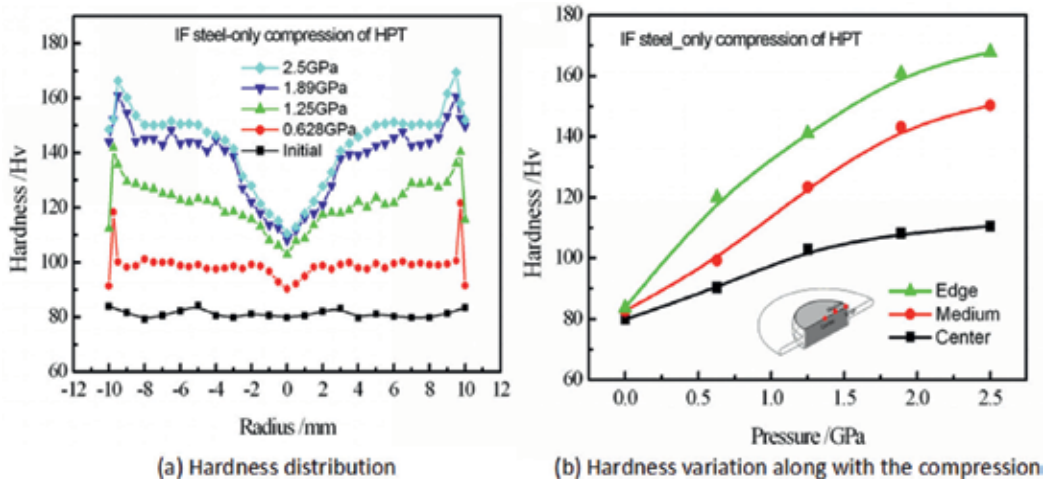 IF steel-only compression of HPT
2.5GPa
1.89GPa
1.25GPa
0.628GPa
Initial
Hardness /Hv
180
160
140
120
100
80
60
-12 -10 -8 -6 -4 -2 0 2 4 6 8 10 12
Radius /mm
(a) Hardness distribution
IF steel_only compression of HPT
Edge
Medium
Center
Hardness /Hv
180
160
140
120
100
80
60
0.0 0.5 1.0 1.5 2.0 2.5
Pressure /GPa
(b) Hardness variation along with the compression